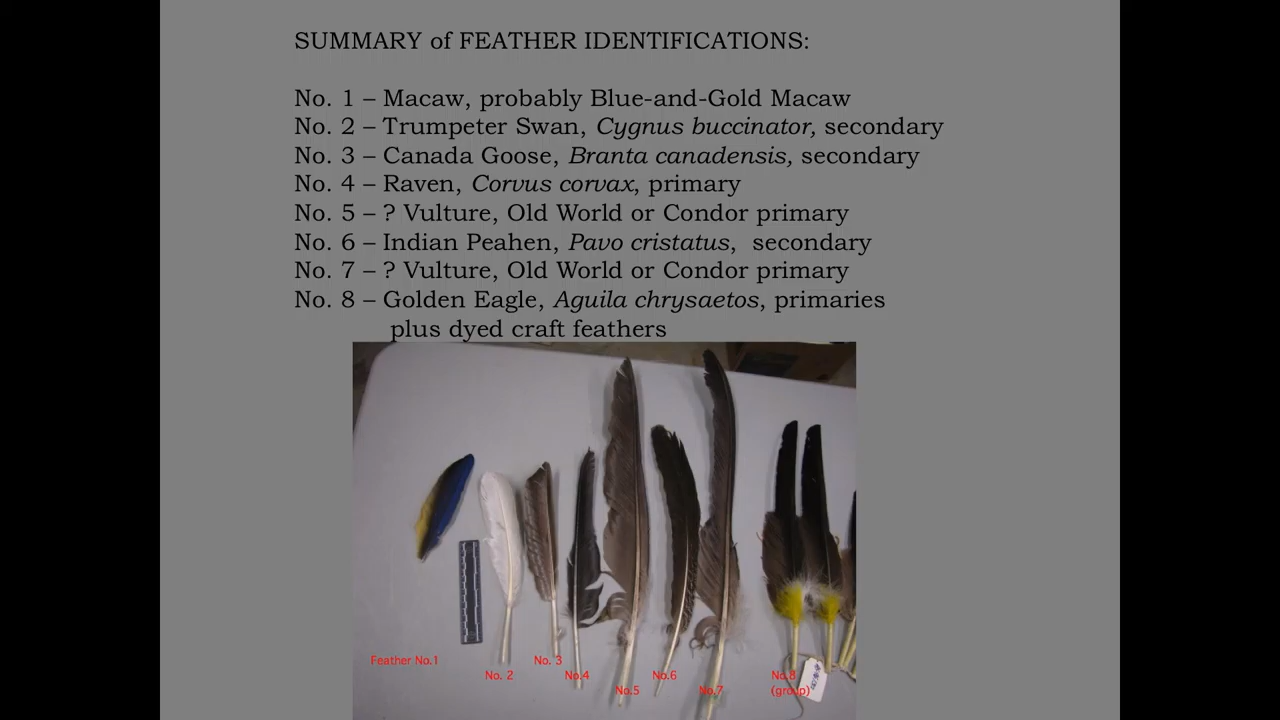 SUMMARY of FEATHER IDENTIFICATIONS:
No. 1 – Macaw, probably Blue-and-Gold Macaw
No. 2 – Trumpeter Swan, Cygnus buccinator, secondary
No. 3 – Canada Goose, Branta canadensis, secondary
No. 4 – Raven, Corvus corvax, primary
No. 5 – ? Vulture, Old World or Condor primary
No. 6 – Indian Peahen, Pavo cristatus,  secondary
No. 7 – ? Vulture, Old World or Condor primary
No. 8 – Golden Eagle, Aguila chrysaetos, primaries
plus dyed craft feathers
Feather No.1
No. 2
No. 3
No.4
No.5
No.6
No.7
No.8
(group)